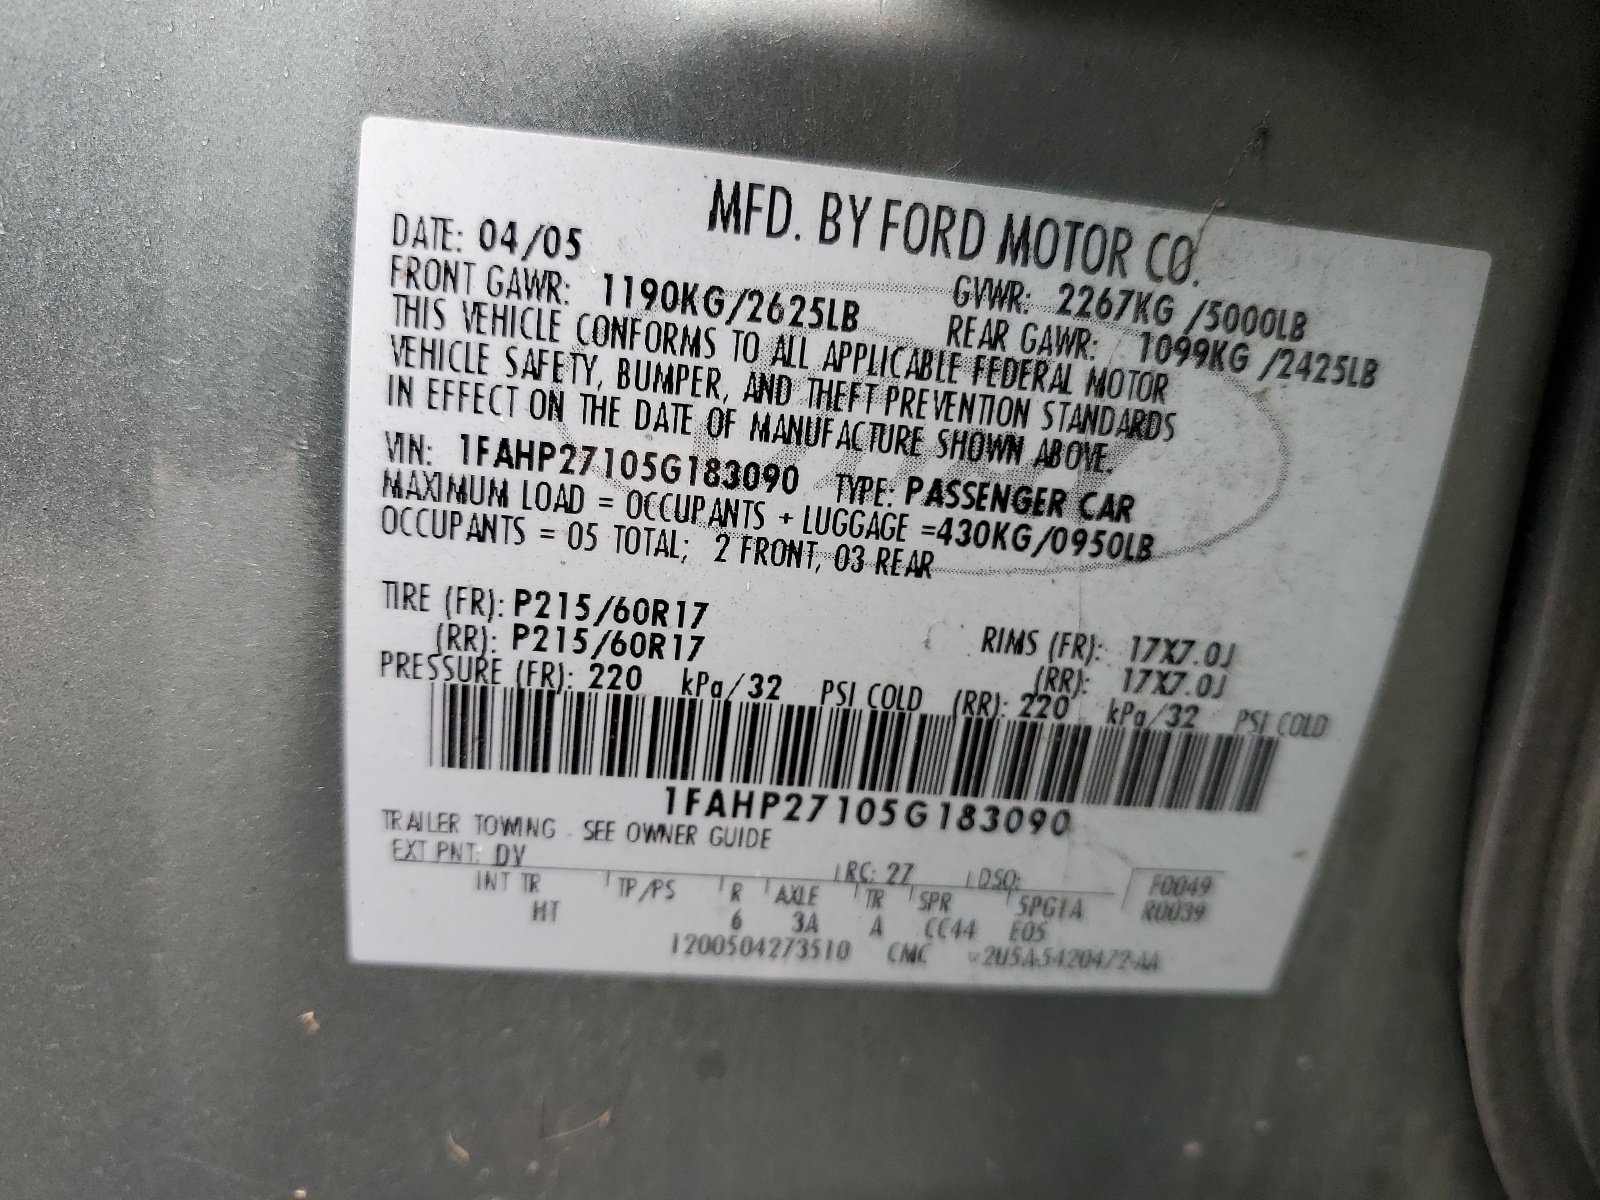 MFD. BY FORD MOTOR CO.
DATE: 04/05 GVWR: 2267KG /5000LB
FRONT GAWR: 1190KG/2625LB REAR GAWR: 1099KG /2425LB
THIS VEHICLE CONFORMS TO ALL APPLICABLE FEDERAL MOTOR
VEHICLE SAFETY, BUMPER, AND THEFT PREVENTION STANDARDS
IN EFFECT ON THE DATE OF MANUFACTURE SHOWN ABOVE.
VIN: 1FAHP27105G183090 TYPE: PASSENGER CAR
MAXIMUM LOAD = OCCUPANTS + LUGGAGE =430KG/0950LB
OCCUPANTS = 05 TOTAL; 2 FRONT, 03 REAR
TIRE (FR): P215/60R17 RIMS (FR): 17X7.0J
(RR): P215/60R17 (RR): 17X7.0J
PRESSURE (FR): 220 kPa/32 PSI COLD (RR): 220 kPa/32 PSI COLD
1FAHP27105G183090
TRAILER TOWING - SEE OWNER GUIDE
EXT PNT: DV RC: 27 DSO: F0049
INT TR TP/PS R AXLE TR SPR SPG1A R0039
HT 6 3A A CC44 E05
1200504273510 CMC 2U5A-5420472-AA